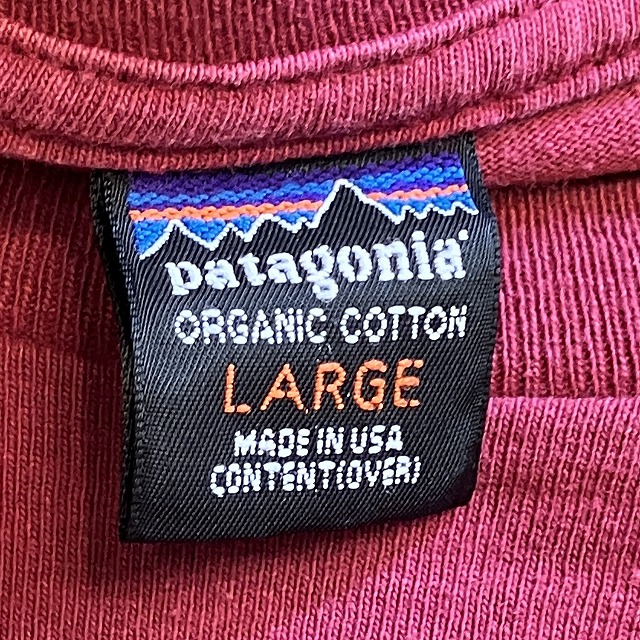 patagonia®
ORGANIC COTTON
LARGE
MADE IN USA
CONTENT(OVER)